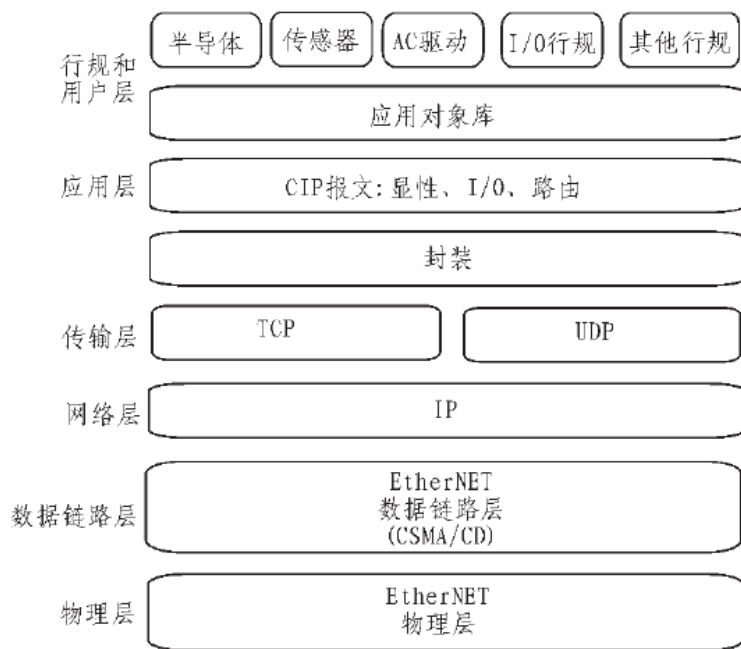 半导体
传感器
AC驱动
I/O行规
其他行规
行规和
用户层
应用对象库
应用层
CIP报文:显性、I/O、路由
封装
传输层
TCP
UDP
网络层
IP
数据链路层
EtherNET
数据链路层
(CSMA/CD)
物理层
EtherNET
物理层